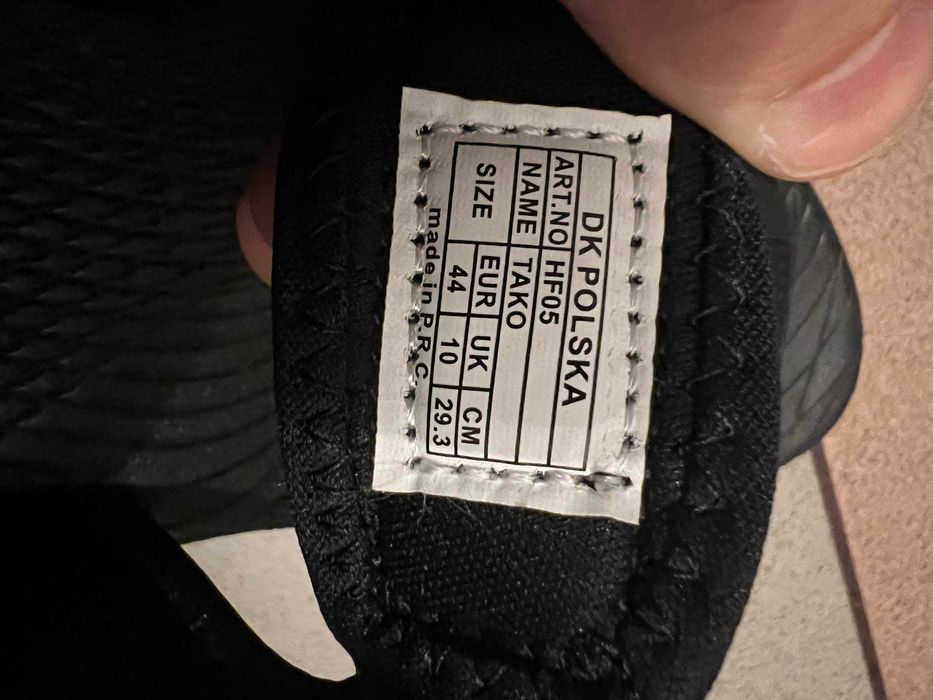 DK POLSKA
ART.NO HF05
NAME TAKO
SIZE EUR UK CM
44 10 29.3
made in P.R.C.